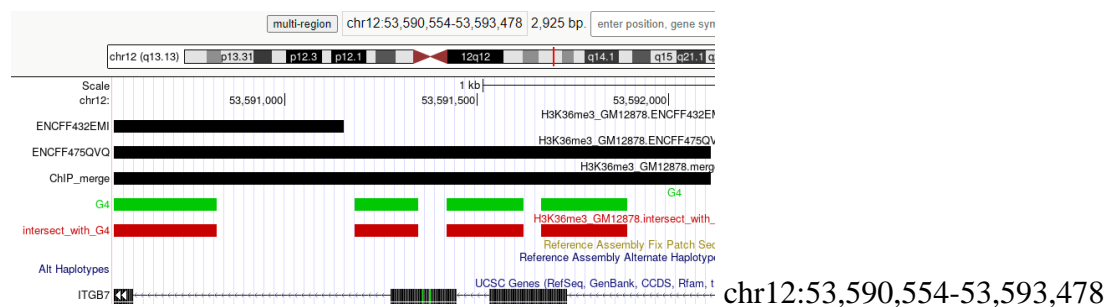 multi-region chr12:53,590,554-53,593,478 2,925 bp. enter position, gene sym
chr12 (q13.13) p13.31 p12.3 p12.1 12q12 q14.1 q15 q21.1 q
Scale 1 kb
chr12: 53,591,000 53,591,500 53,592,000
H3K36me3_GM12878.ENCFF432EM
ENCFF432EMI
H3K36me3_GM12878.ENCFF475QV
ENCFF475QVQ
H3K36me3_GM12878.merg
ChIP_merge
G4
G4
H3K36me3_GM12878.intersect_with_
intersect_with_G4
Reference Assembly Fix Patch Seq
Reference Assembly Alternate Haplotype
Alt Haplotypes
UCSC Genes (RefSeq, GenBank, CCDS, Rfam, t
ITGB7
chr12:53,590,554-53,593,478